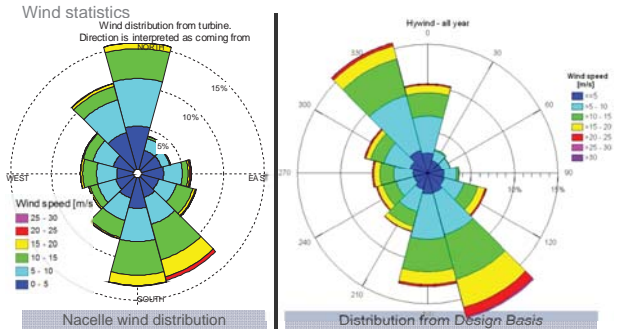 Wind statistics
Wind distribution from turbine.
Direction is interpreted as coming from
NORTH
15%
10%
5%
WEST
EAST
Wind speed [m/s
25 - 30
20 - 25
15 - 20
10 - 15
5 - 10
0 - 5
SOUTH
Nacelle wind distribution
Hywind - all year
0
330
30
300
60
270
90
10%
15%
240
120
210
Wind speed
[m/s]
<=5
>5 - 10
>10 - 15
>15 - 20
>20 - 25
>25 - 30
>30
Distribution from Design Basis